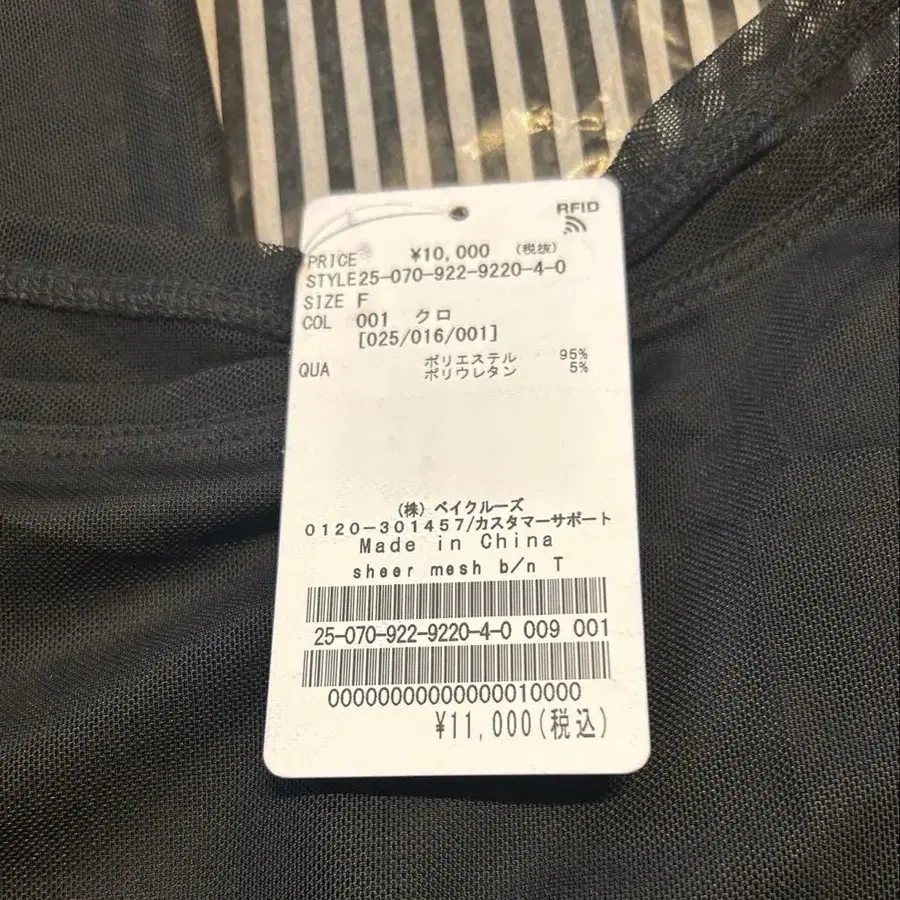 RFID
PRICE ¥10,000 (税抜)
STYLE25-070-922-9220-4-0
SIZE F
COL 001 クロ
[025/016/001]
QUA ポリエステル 95%
ポリウレタン 5%
(株)ベイクルーズ
0120-301457/カスタマーサポート
Made in China
sheer mesh b/n T
25-070-922-9220-4-0 009 001
00000000000000010000
¥11,000(税込)